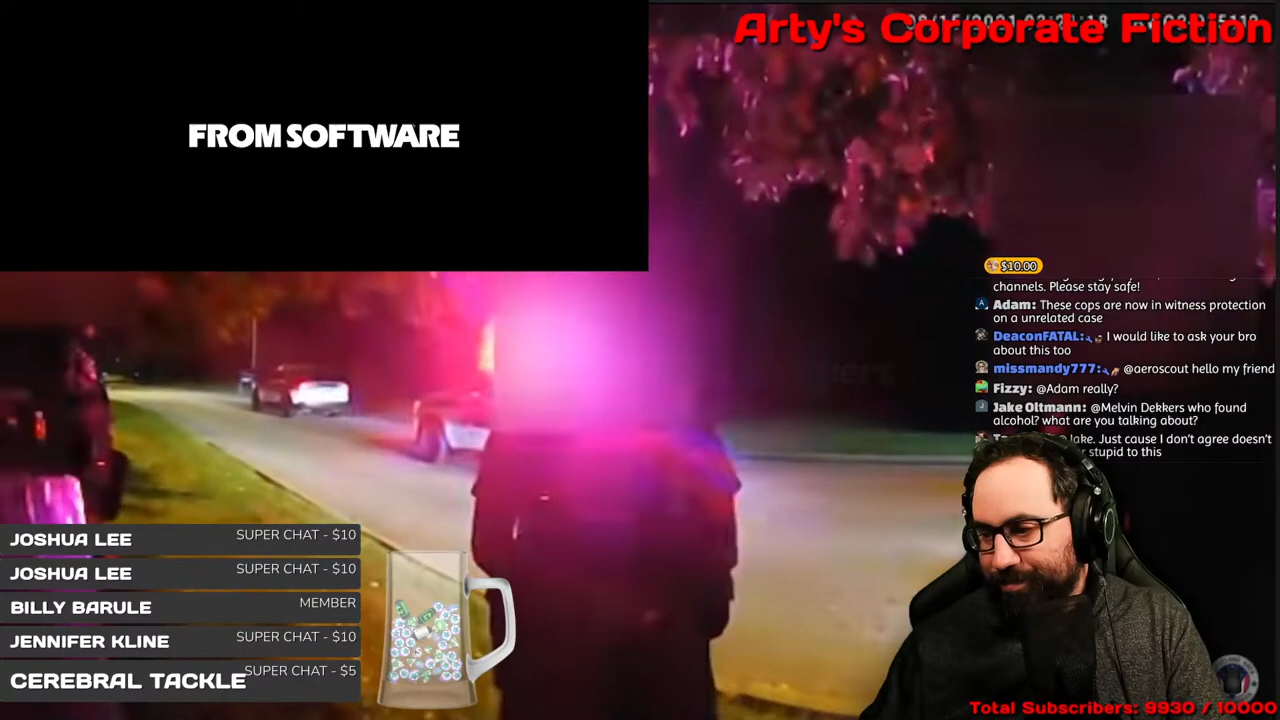 Arty's Corporate Fiction
FROMSOFTWARE
$10.00
channels. Please stay safe!
Adam: These cops are now in witness protection
on a unrelated case
DeaconFATAL: I would like to ask your bro
about this too
missmandy777: @aeroscout hello my friend
Fizzy: @Adam really?
Jake Oltmann: @Melvin Dekkers who found
alcohol? what are you talking about?
Jake. Just cause I don't agree doesn't
stupid to this
JOSHUA LEE SUPER CHAT - $10
JOSHUA LEE SUPER CHAT - $10
BILLY BARULE MEMBER
JENNIFER KLINE SUPER CHAT - $10
CEREBRAL TACKLE SUPER CHAT - $5
Total Subscribers: 9930 / 10000